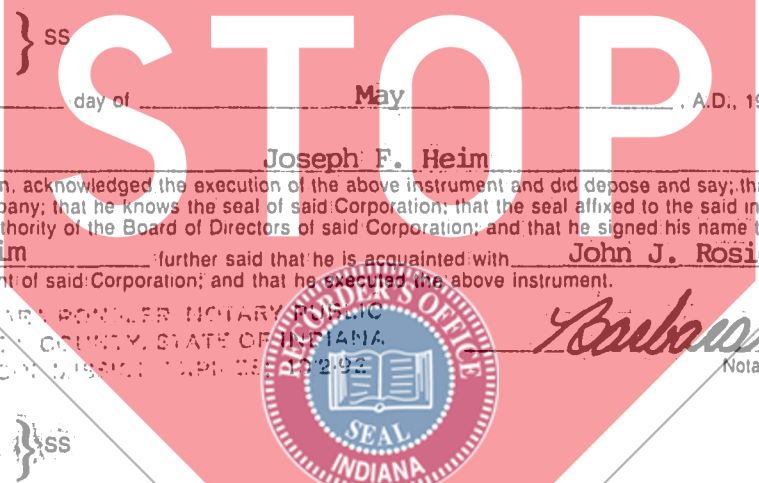 STOP
SS
day of May , A.D., 19
Joseph F. Heim
n, acknowledged the execution of the above instrument and did depose and say; tha
pany; that he knows the seal of said Corporation; that the seal affixed to the said in
thority of the Board of Directors of said Corporation; and that he signed his name t
im further said that he is acquainted with John J. Rosi
nt of said Corporation; and that he executed the above instrument.
NOTARY PUBLIC
COUNTY, STATE OF INDIANA
Barbara
Nota
RECORDER'S OFFICE
SEAL
INDIANA
SS